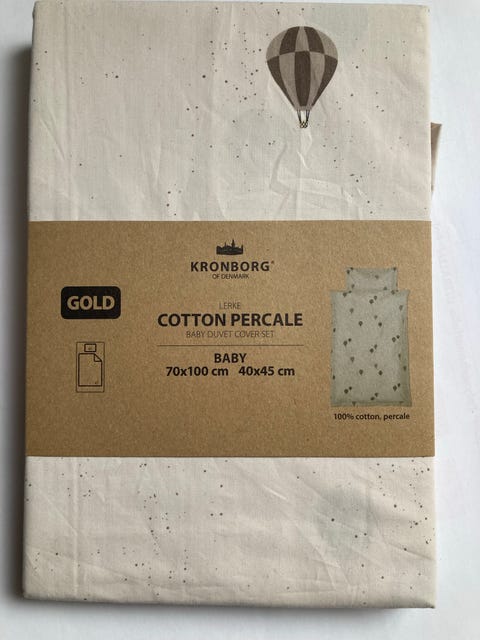 KRONBORG®
OF DENMARK
GOLD
LERKE
COTTON PERCALE
BABY DUVET COVER SET
BABY
70x100 cm 40x45 cm
100% cotton, percale